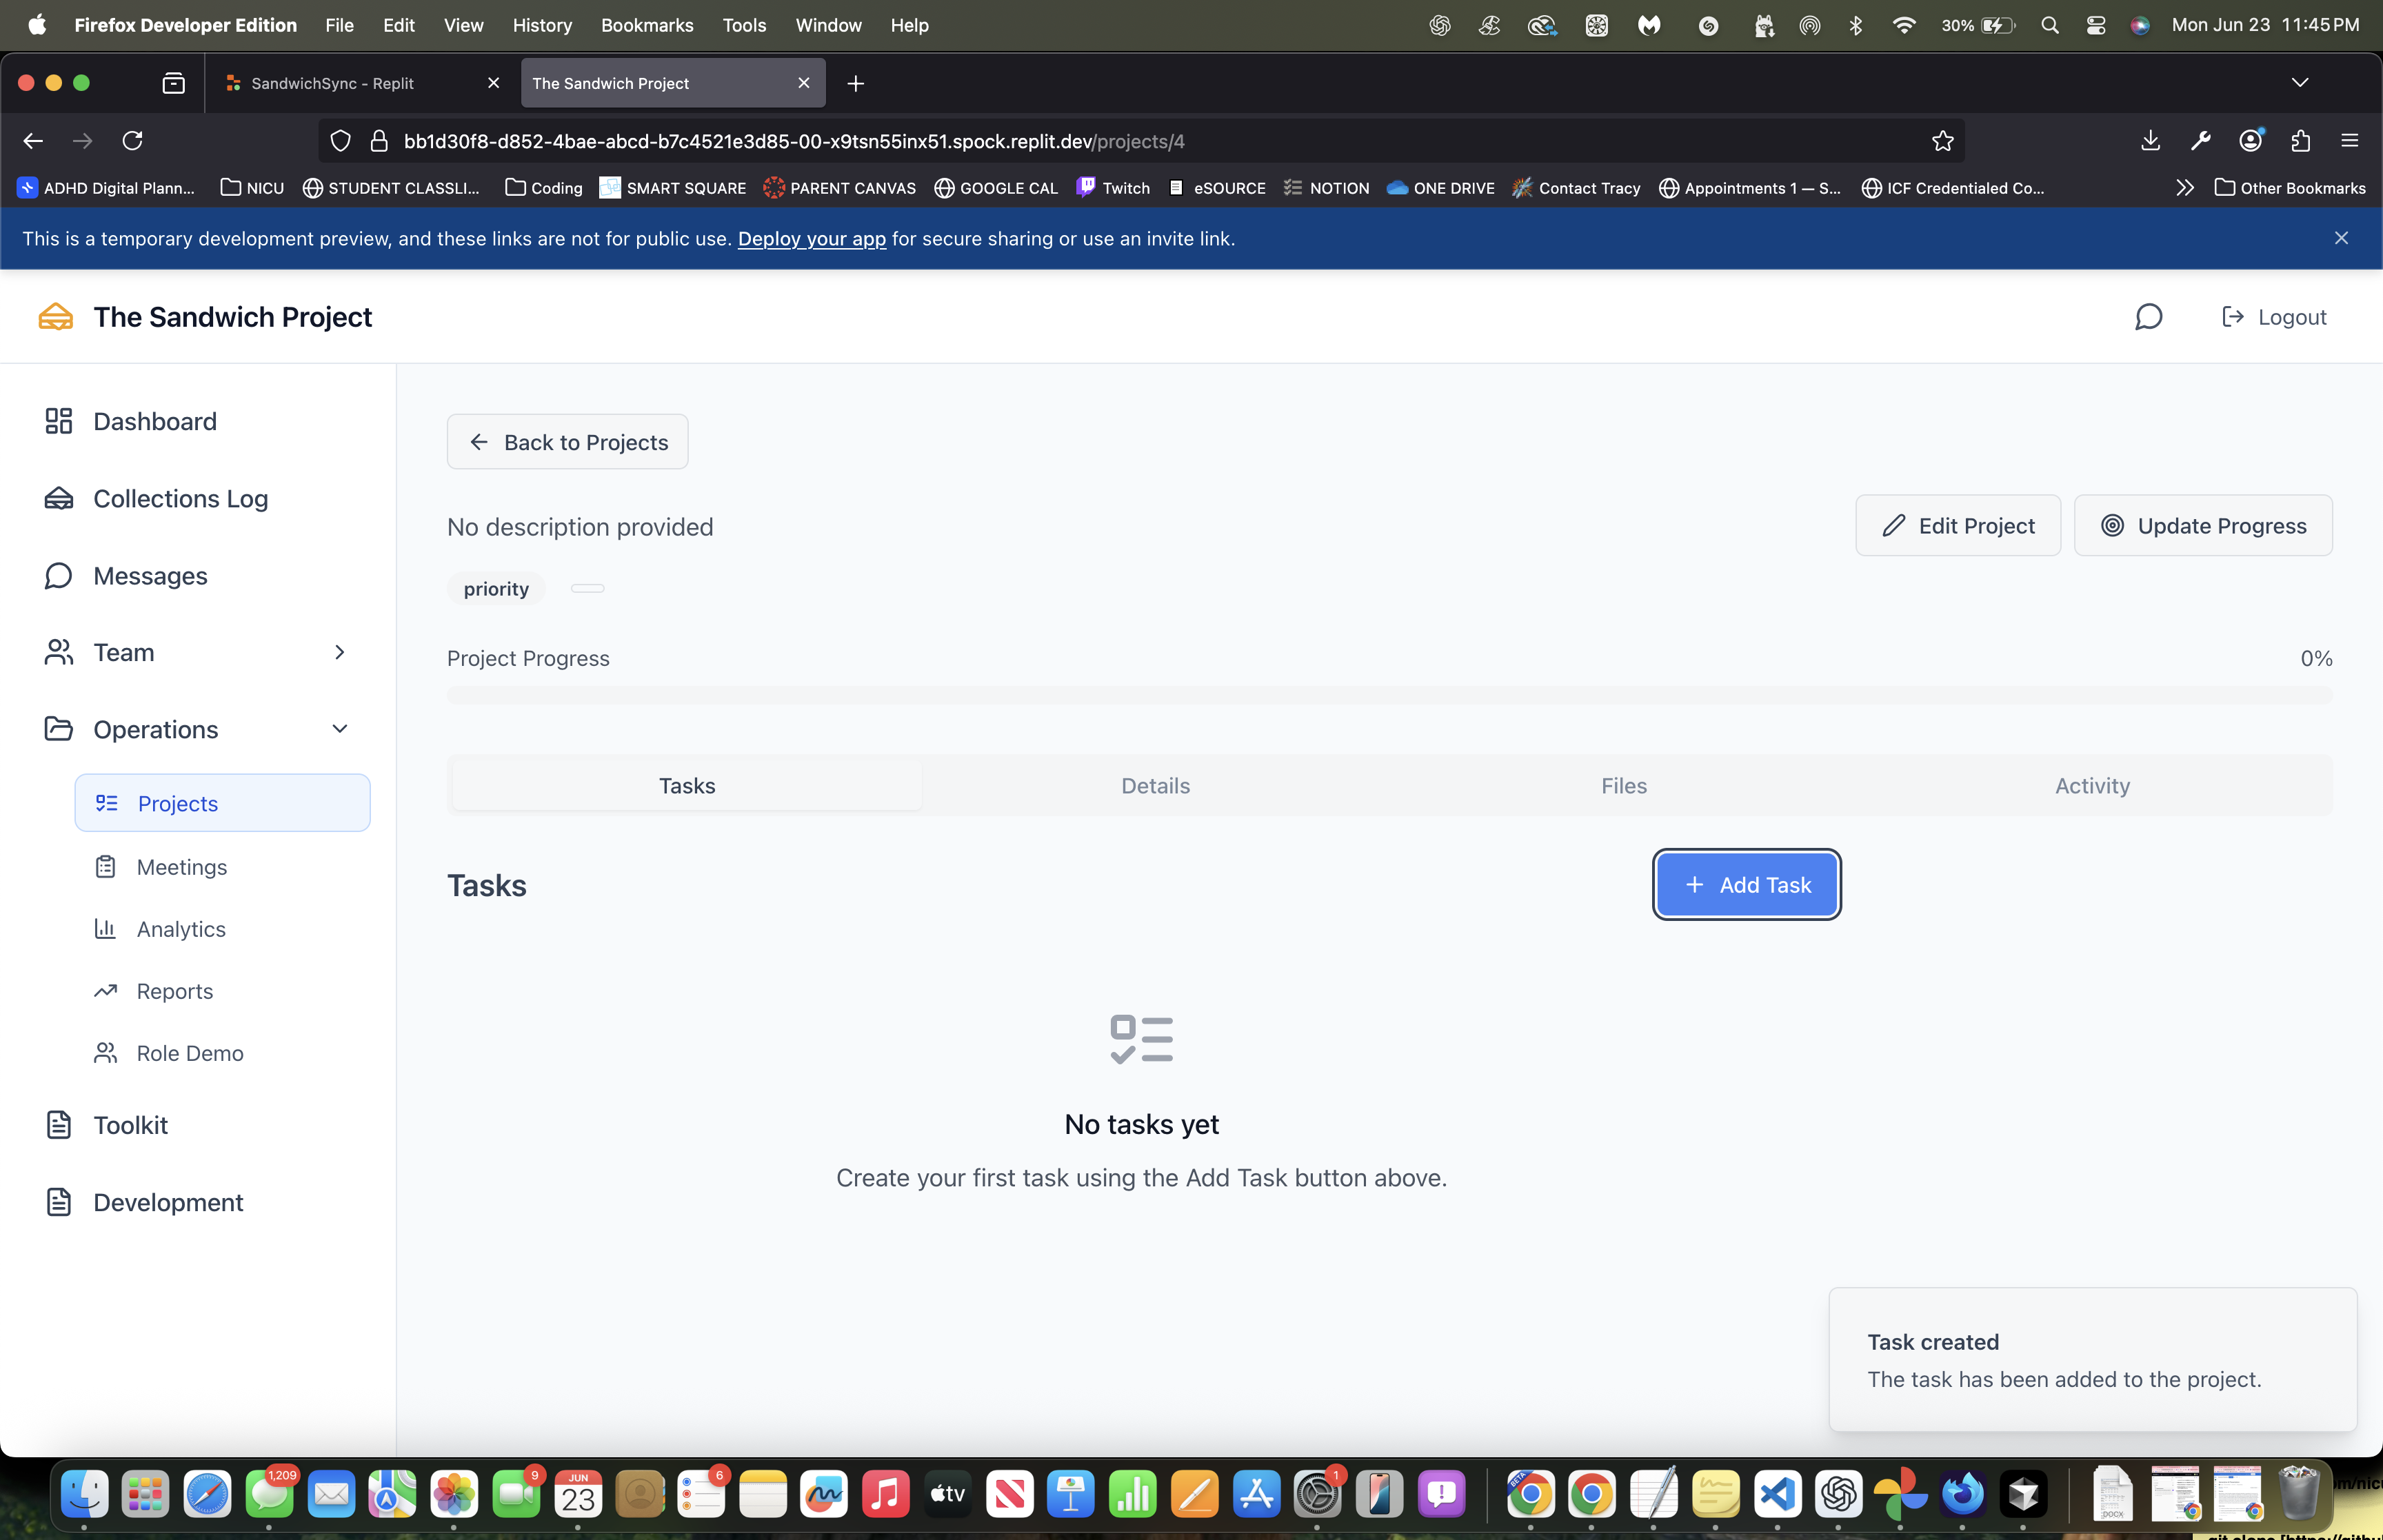 Firefox Developer Edition File Edit View History Bookmarks Tools Window Help 30% Mon Jun 23 11:45 PM
SandwichSync - Replit The Sandwich Project
bb1d30f8-d852-4bae-abcd-b7c4521e3d85-00-x9tsn55inx51.spock.replit.dev/projects/4
ADHD Digital Plann... NICU STUDENT CLASSLI... Coding SMART SQUARE PARENT CANVAS GOOGLE CAL Twitch eSOURCE NOTION ONE DRIVE Contact Tracy Appointments 1 — S... ICF Credentialed Co... Other Bookmarks
This is a temporary development preview, and these links are not for public use. Deploy your app for secure sharing or use an invite link.
The Sandwich Project
Logout
Dashboard
Collections Log
Messages
Team
Operations
Projects
Meetings
Analytics
Reports
Role Demo
Toolkit
Development
Back to Projects
No description provided
Edit Project Update Progress
priority
Project Progress 0%
Tasks Details Files Activity
Tasks
+ Add Task
No tasks yet
Create your first task using the Add Task button above.
Task created
The task has been added to the project.
1,209 9 JUN 23 6 tv 1 BETA DOCX